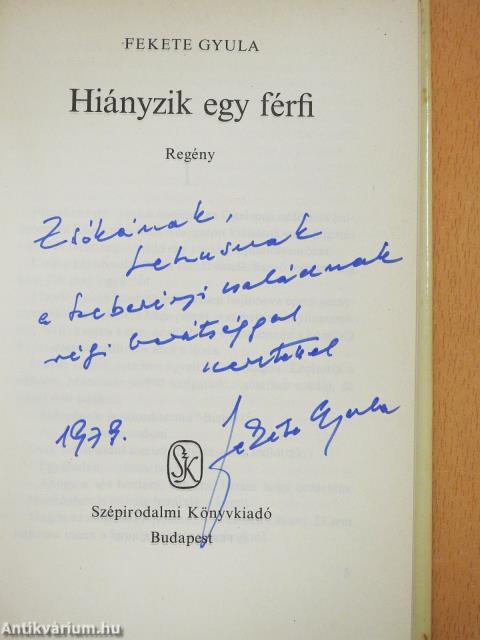 FEKETE GYULA
Hiányzik egy férfi
Regény
Zsókának,
Lehusnak
a Szeberényi családnak
régi barátsággal
szeretettel
1979.
Fekete Gyula
SZK
Szépirodalmi Könyvkiadó
Budapest
Antikvárium.hu